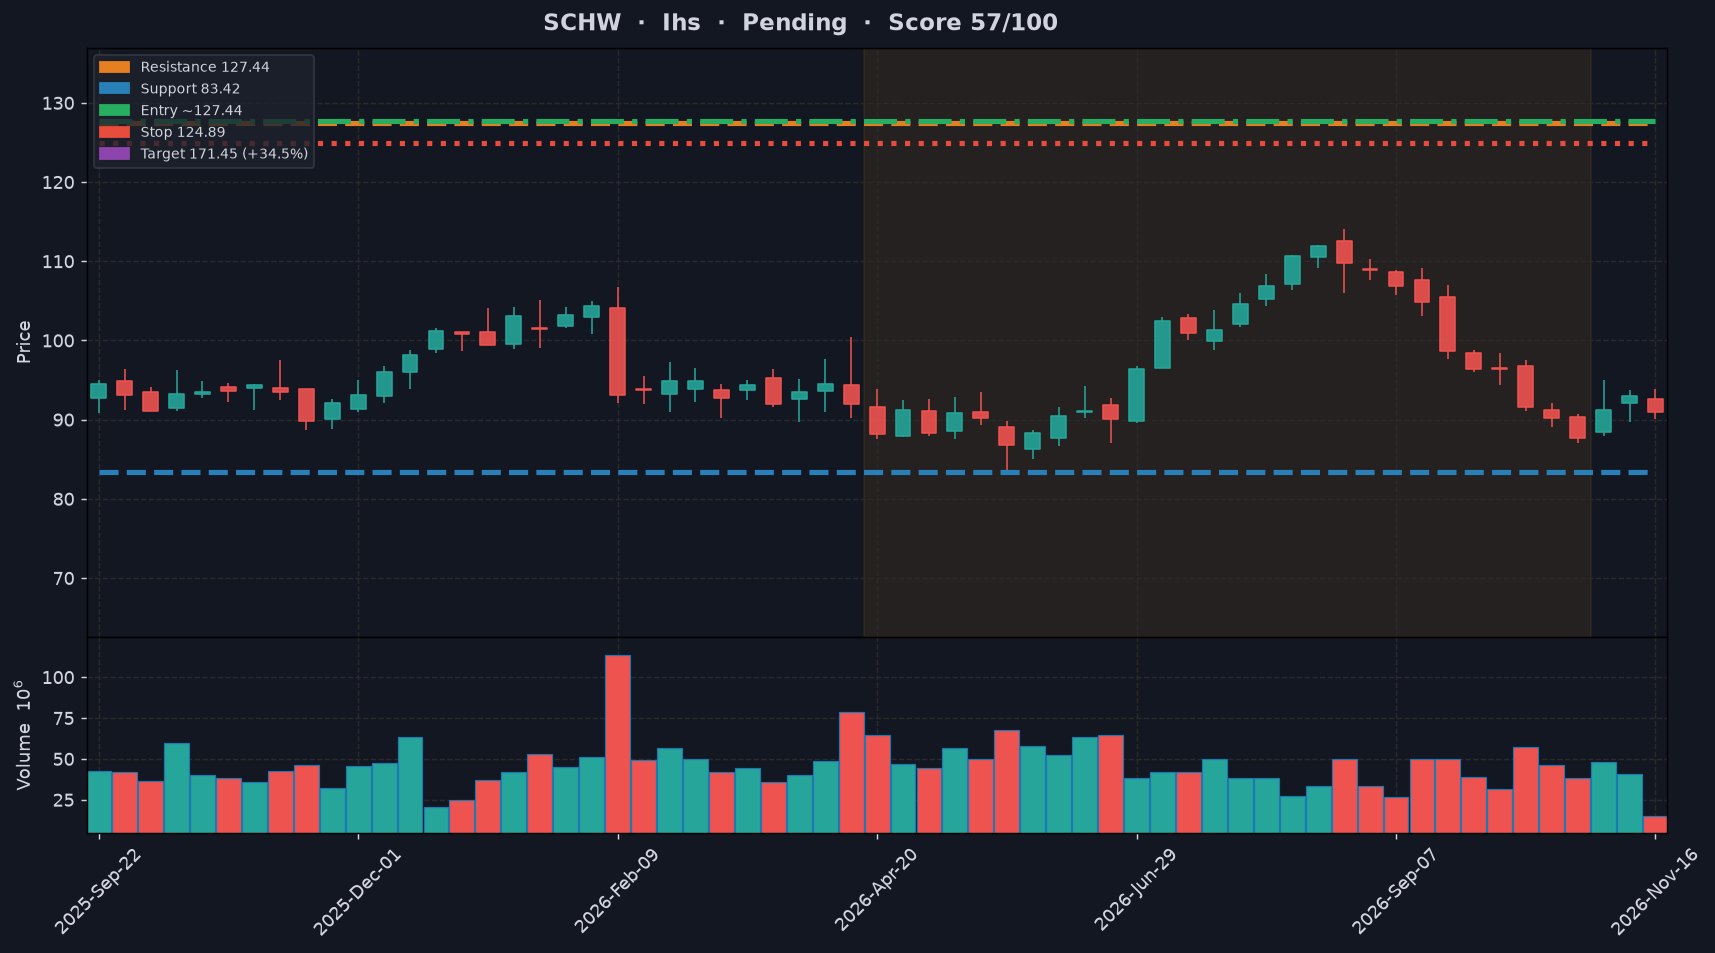 SCHW · Ihs · Pending · Score 57/100
Resistance 127.44
Support 83.42
Entry ~127.44
Stop 124.89
Target 171.45 (+34.5%)
Price
130
120
110
100
90
80
70
Volume 10⁶
100
75
50
25
2025-Sep-22
2025-Dec-01
2026-Feb-09
2026-Apr-20
2026-Jun-29
2026-Sep-07
2026-Nov-16